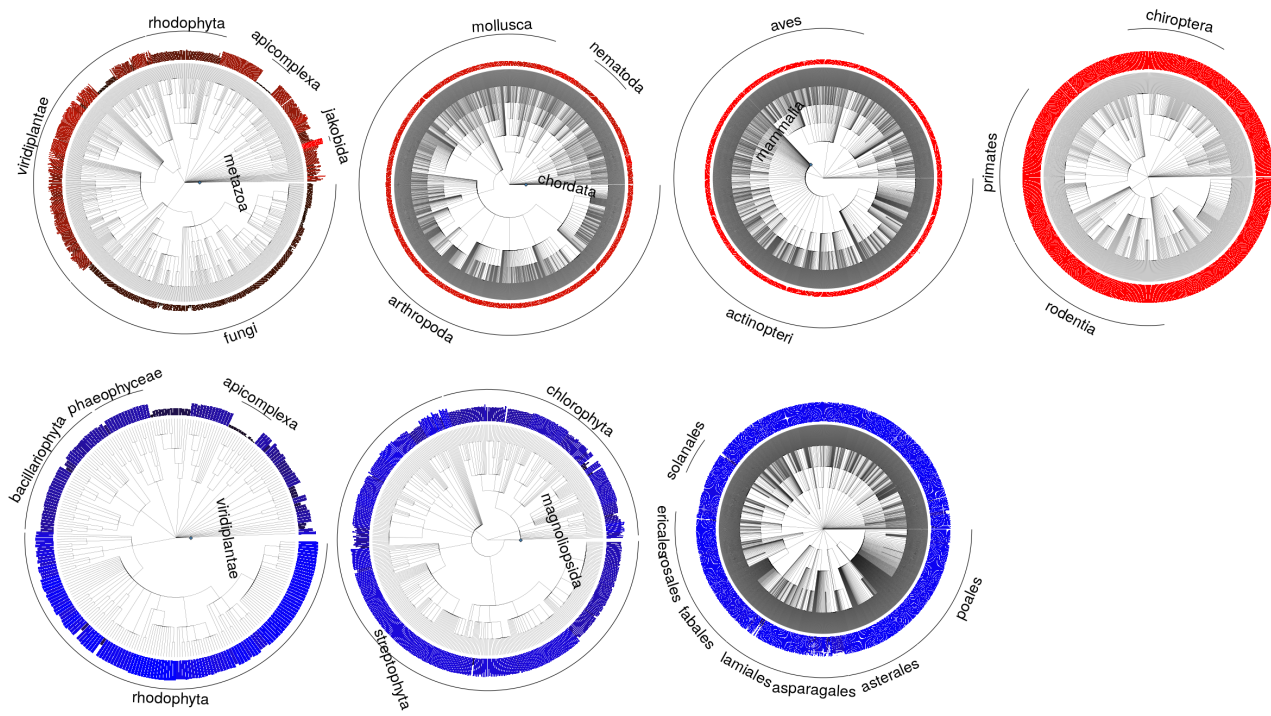 rhodophyta
apicomplexa
viridiplantae
jakobida
metazoa
fungi
mollusca
nematoda
chordata
arthropoda
aves
mammalia
actinopteri
chiroptera
primates
rodentia
phaeophyceae
apicomplexa
bacillariophyta
viridiplantae
rhodophyta
chlorophyta
magnoliopsida
streptophyta
solanales
ericales
rosales
fabales
lamiales
asparagales
asterales
poales